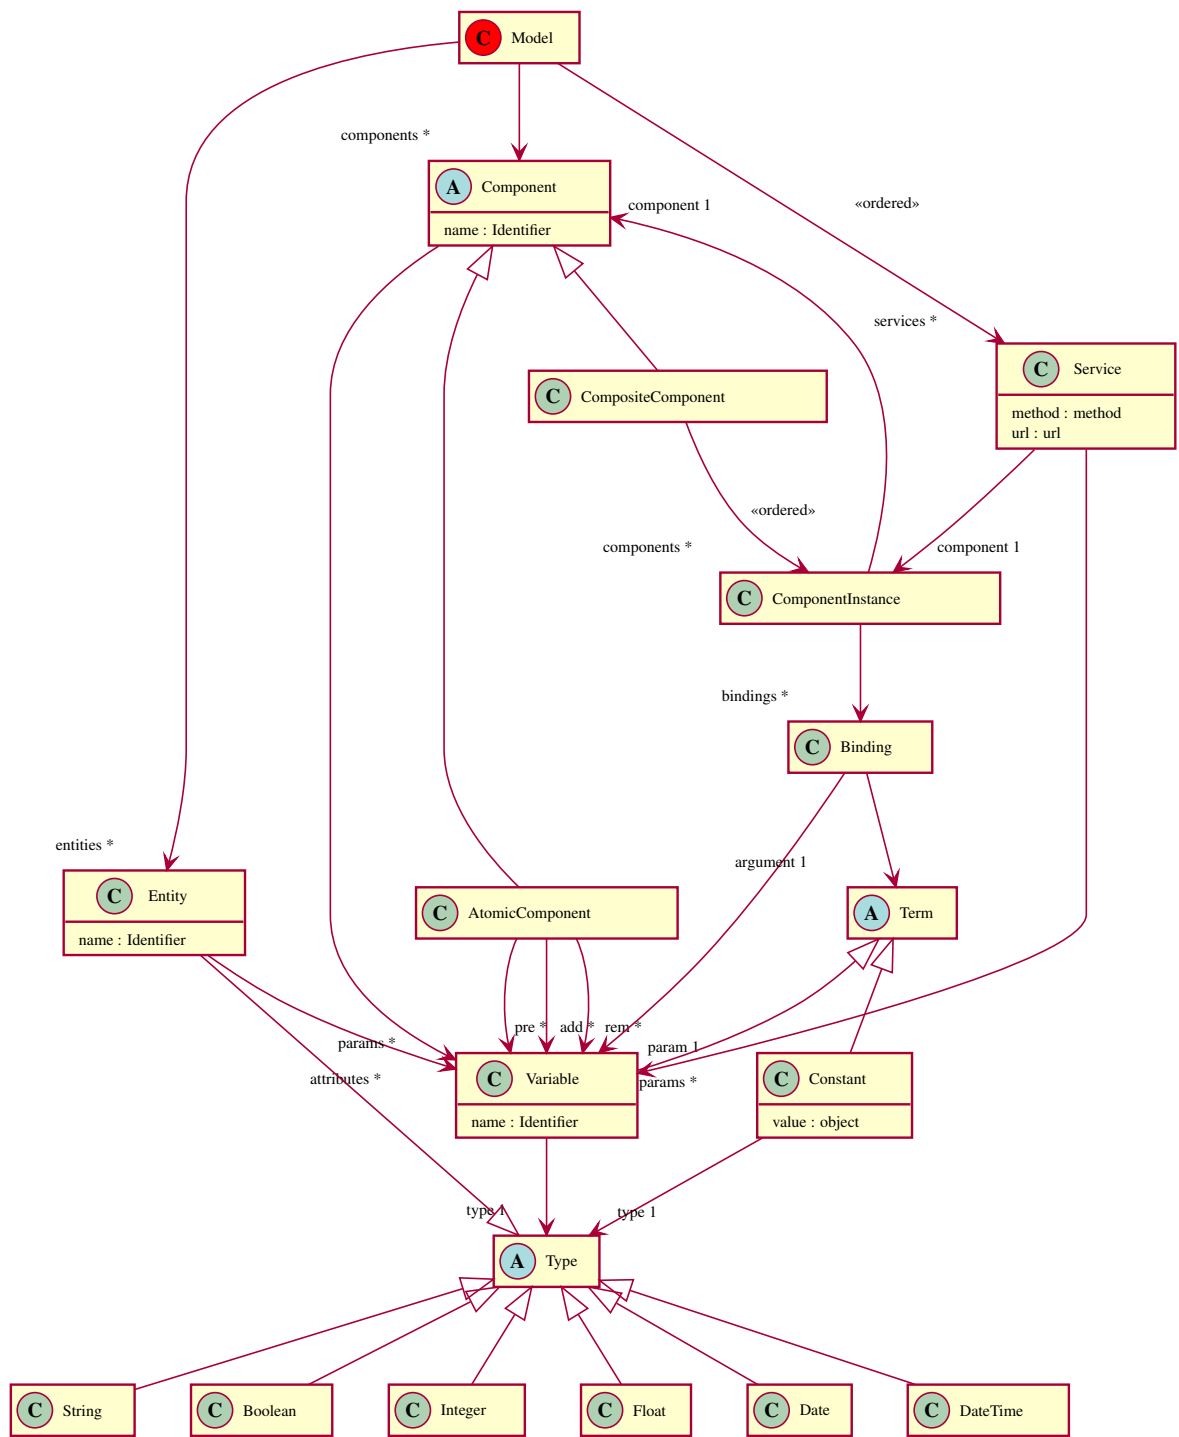 C Model
components *
A Component
name : Identifier
component 1
«ordered»
services *
C Service
method : method
url : url
C CompositeComponent
«ordered»
components *
component 1
C ComponentInstance
bindings *
C Binding
entities *
argument 1
C Entity
name : Identifier
C AtomicComponent
A Term
pre *
add *
rem *
params *
param 1
attributes *
params *
C Variable
name : Identifier
C Constant
value : object
type 1
type 1
A Type
C String
C Boolean
C Integer
C Float
C Date
C DateTime